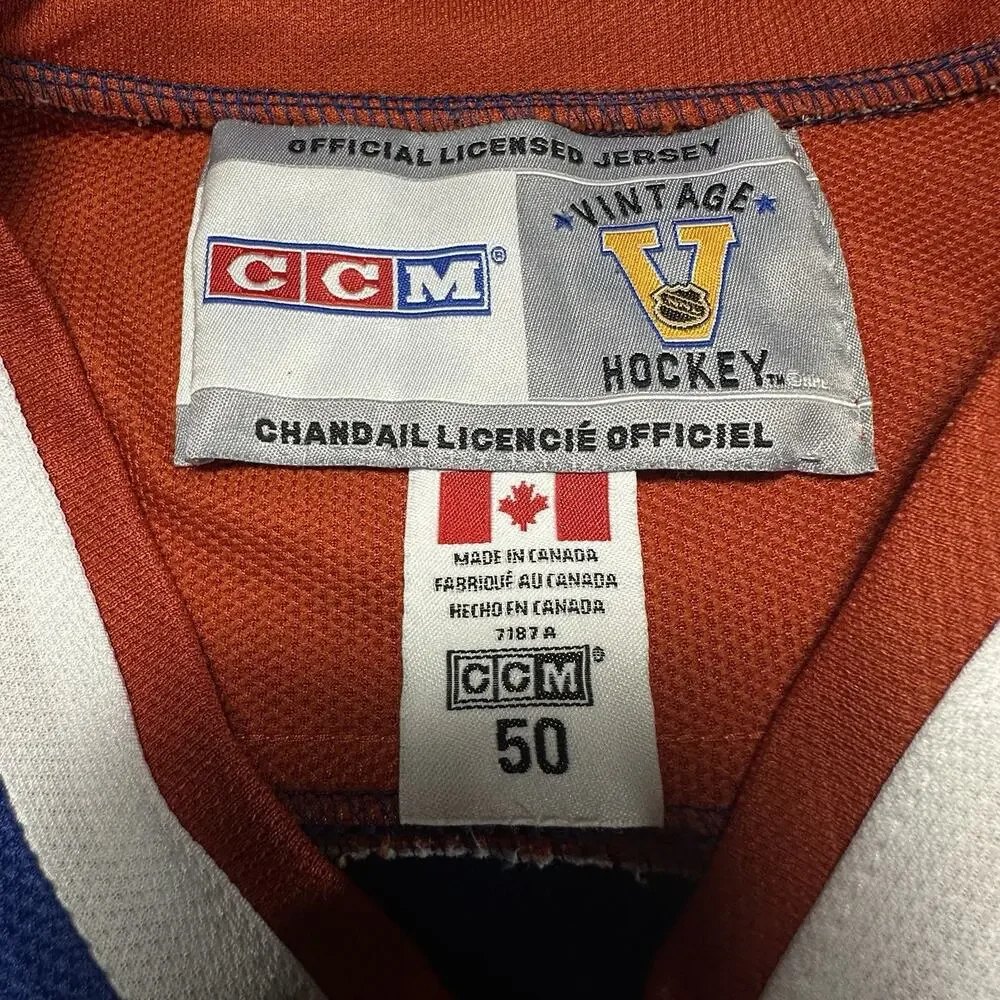 OFFICIAL LICENSED JERSEY
CCM®
VINTAGE
V
HOCKEY™
CHANDAIL LICENCIÉ OFFICIEL
MADE IN CANADA
FABRIQUÉ AU CANADA
HECHO EN CANADA
7187 A
CCM®
50